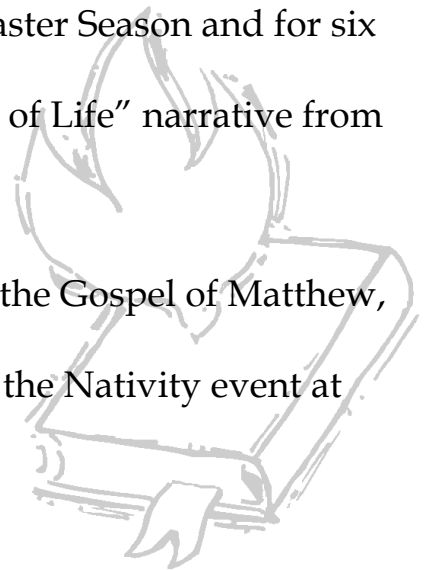 aster Season and for six
of Life” narrative from
the Gospel of Matthew,
the Nativity event at